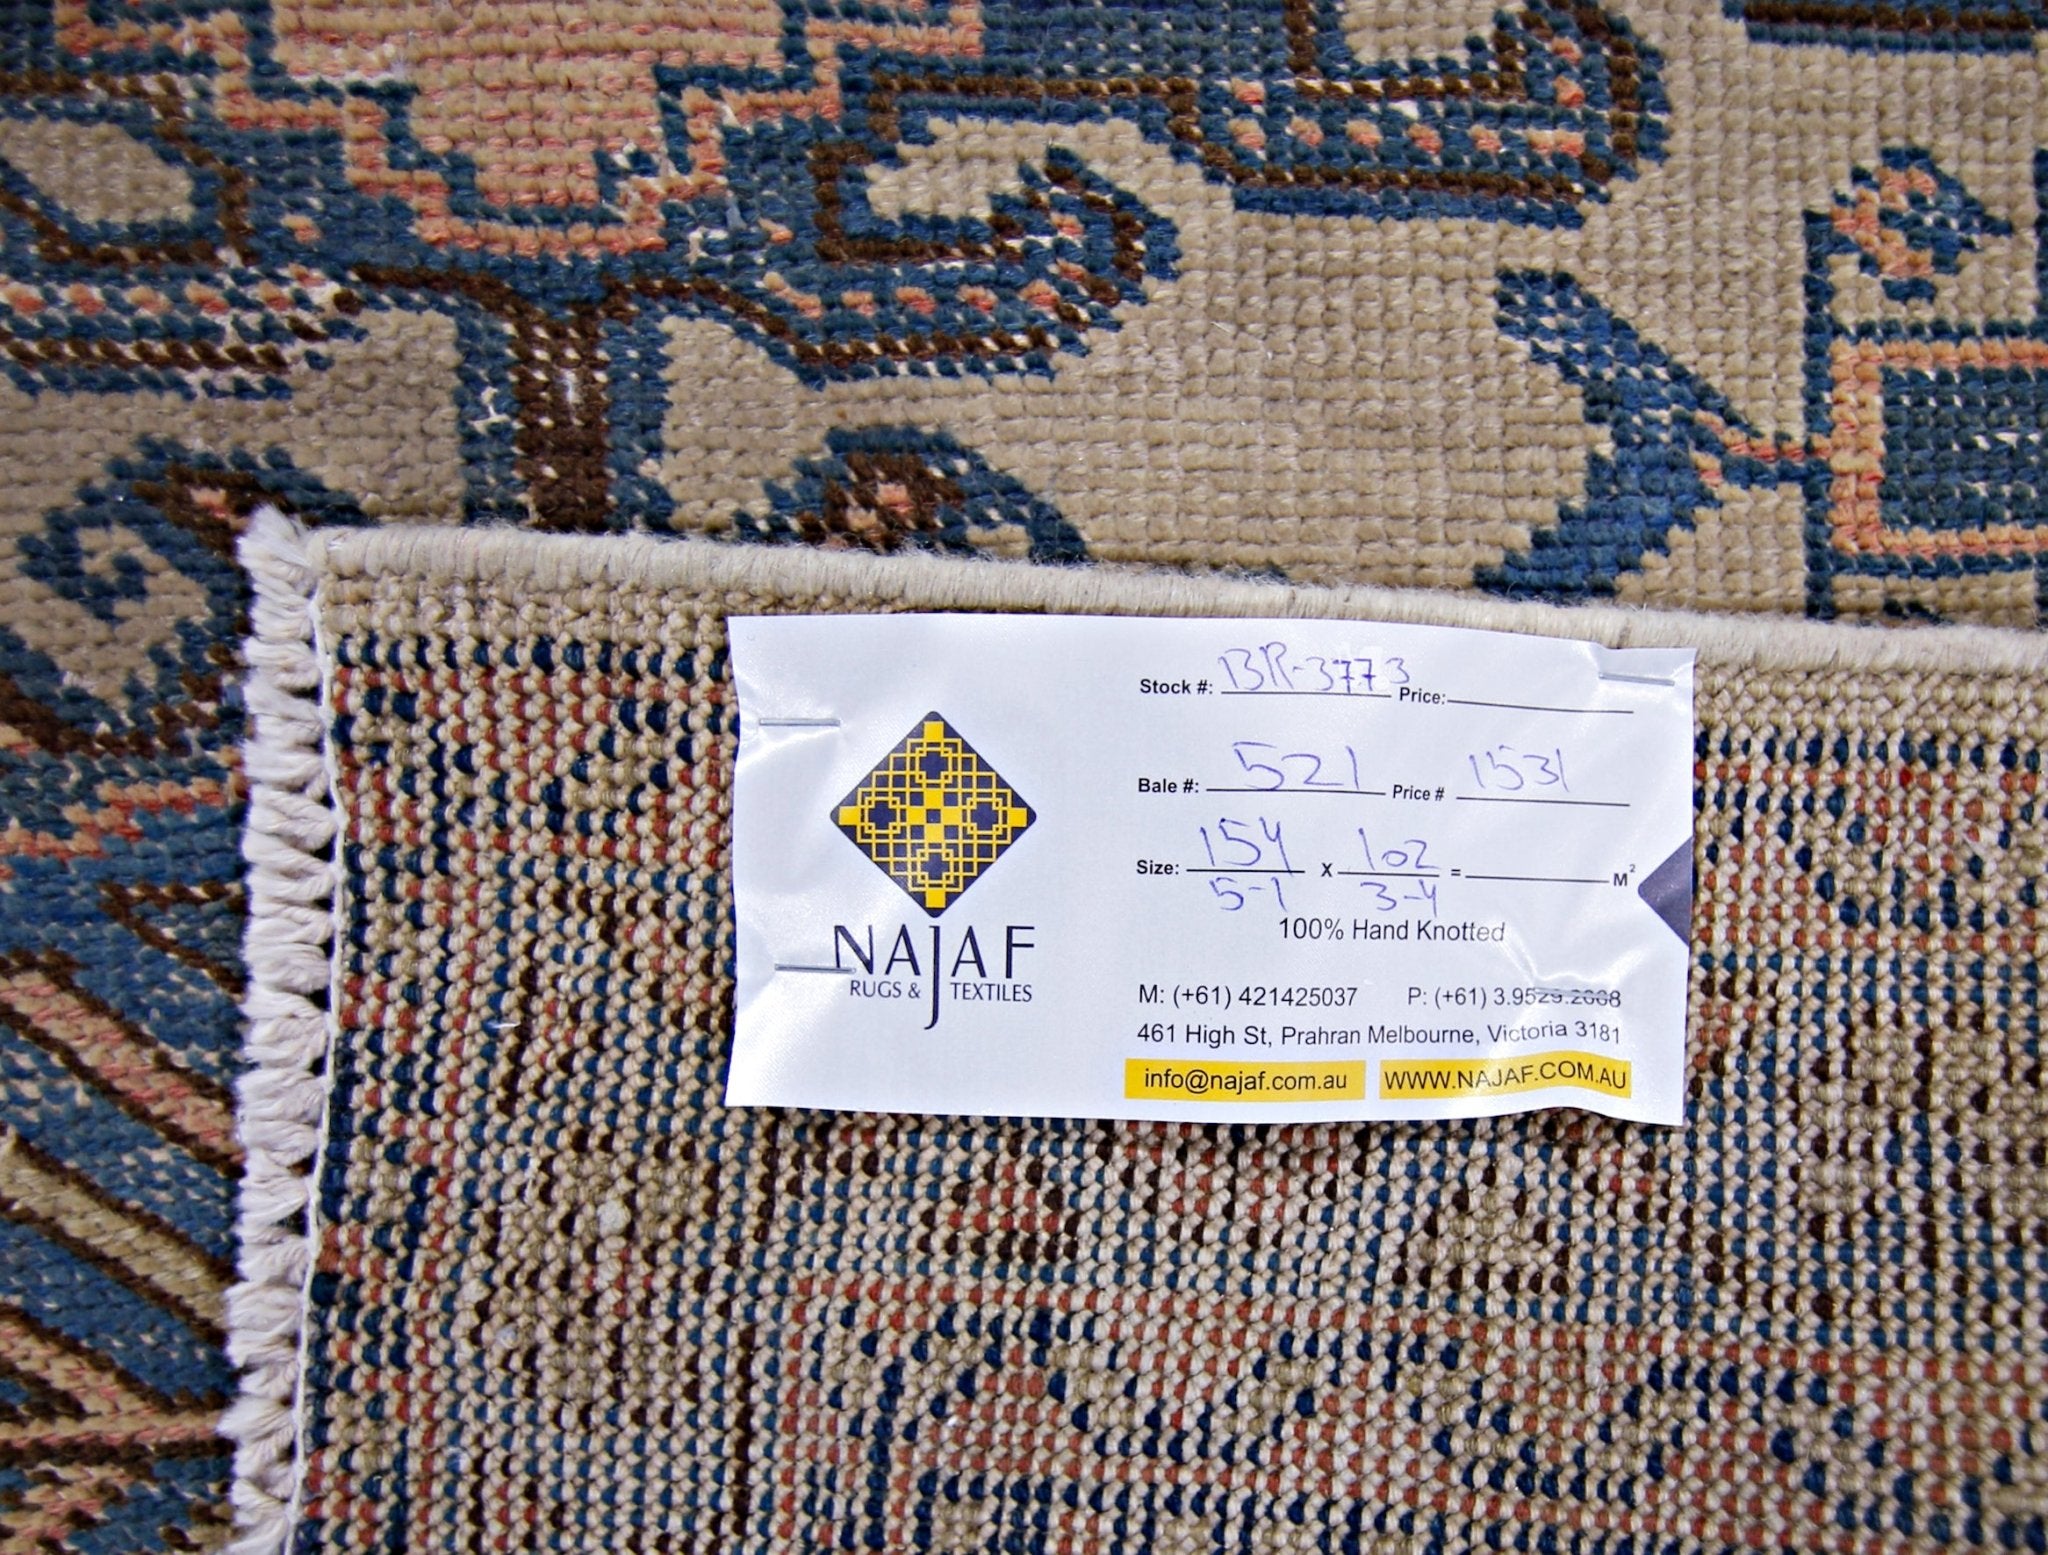 Stock #: BR-3773 Price:
Bale #: 521 Price # 1531
Size: 154 x 102 = M²
5-1 3-4
100% Hand Knotted
NAJAF
RUGS & TEXTILES
M: (+61) 421425037 P: (+61) 3.9529.2668
461 High St, Prahran Melbourne, Victoria 3181
info@najaf.com.au WWW.NAJAF.COM.AU